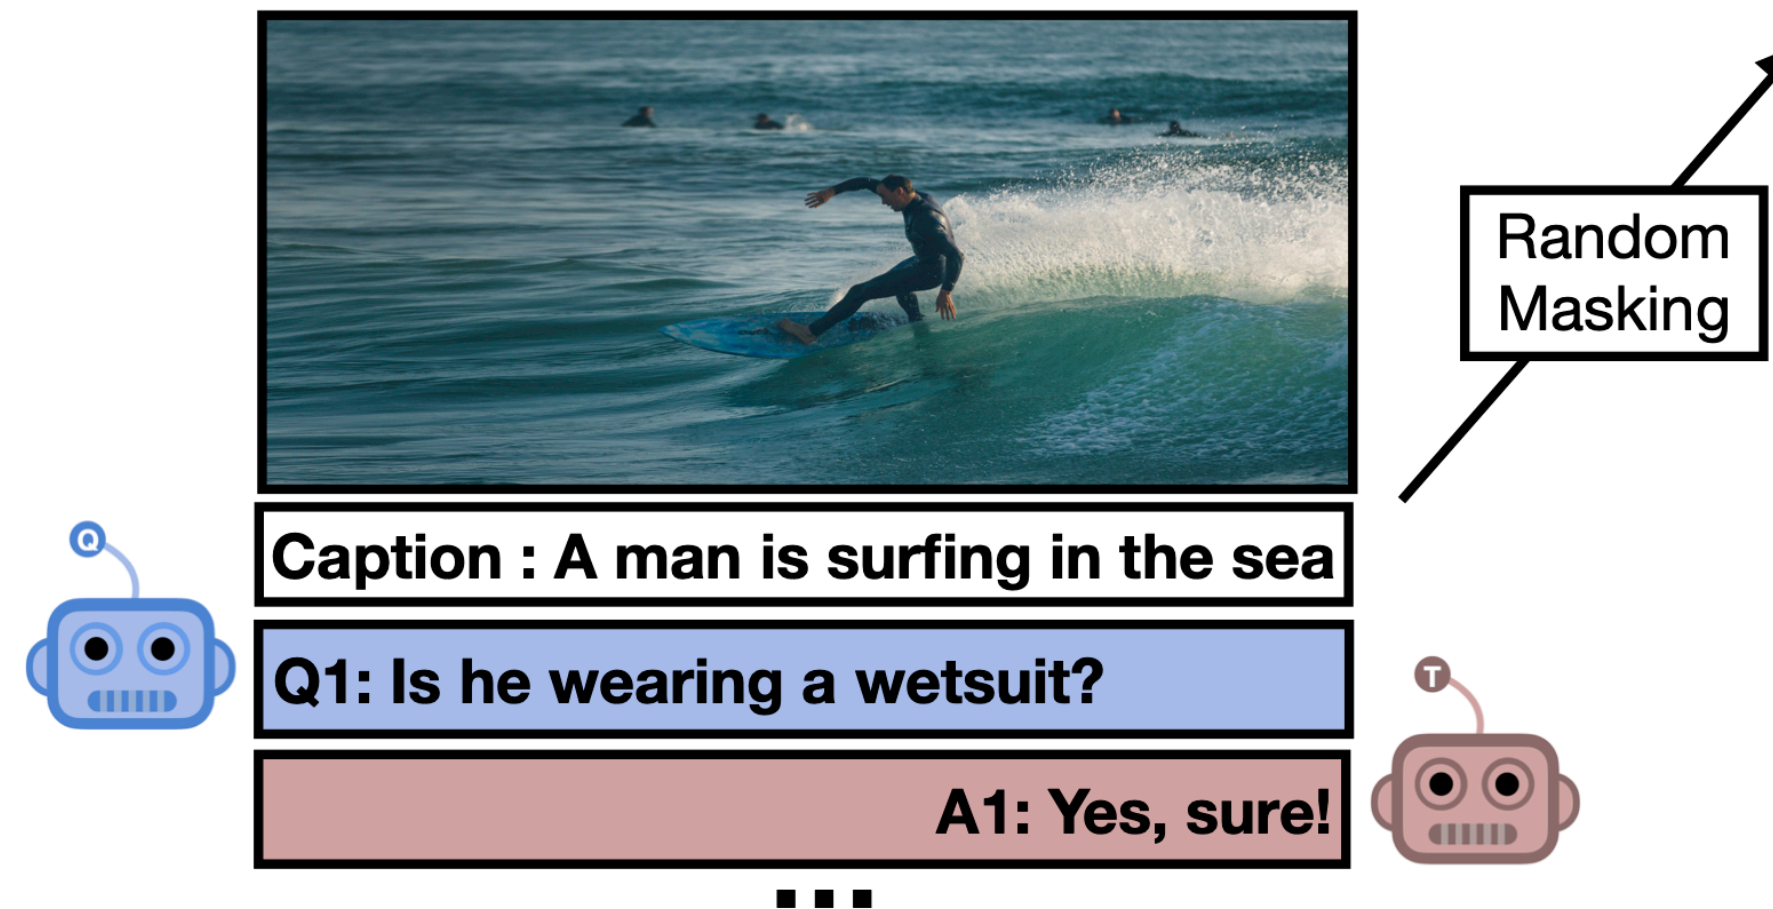 Random
Masking
Q
Caption : A man is surfing in the sea
Q1: Is he wearing a wetsuit?
T
A1: Yes, sure!
...